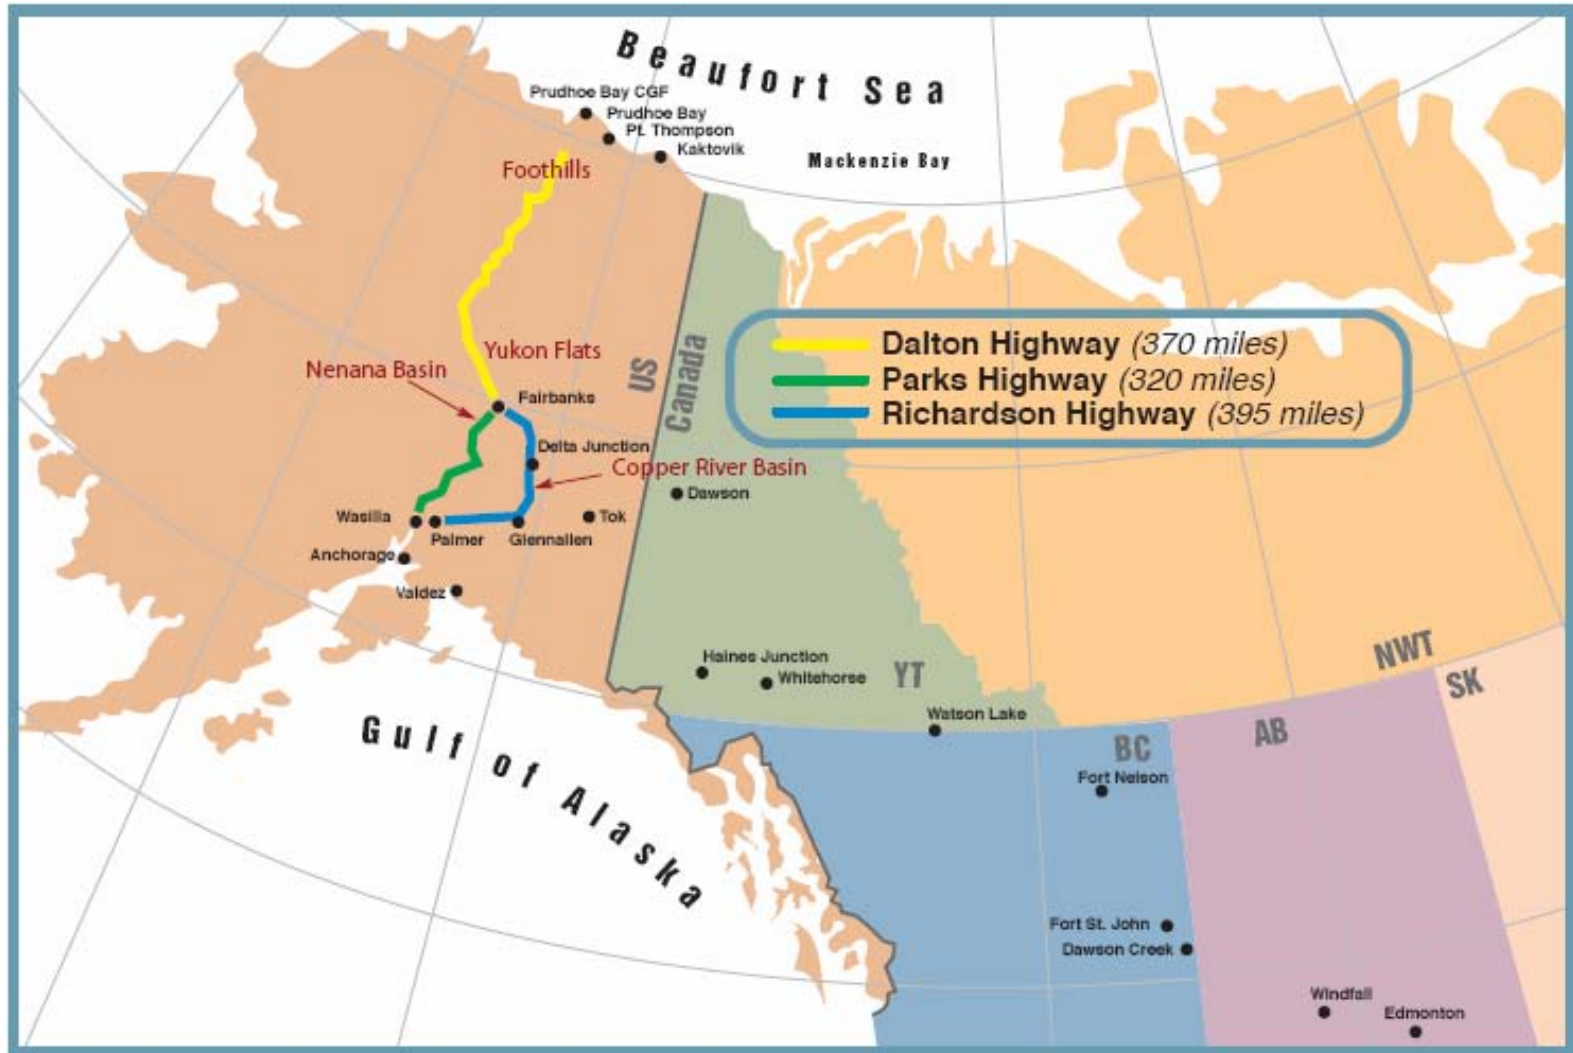 Beaufort Sea
Prudhoe Bay CGF
Prudhoe Bay
Pt. Thompson
Kaktovik
Mackenzie Bay
Foothills
Yukon Flats
Nenana Basin
US
Canada
Dalton Highway (370 miles)
Parks Highway (320 miles)
Richardson Highway (395 miles)
Fairbanks
Delta Junction
Copper River Basin
Dawson
Wasilla
Palmer
Glennallen
Tok
Anchorage
Valdez
Haines Junction
Whitehorse
YT
NWT
SK
Watson Lake
BC
AB
Fort Nelson
Gulf of Alaska
Fort St. John
Dawson Creek
Windfall
Edmonton